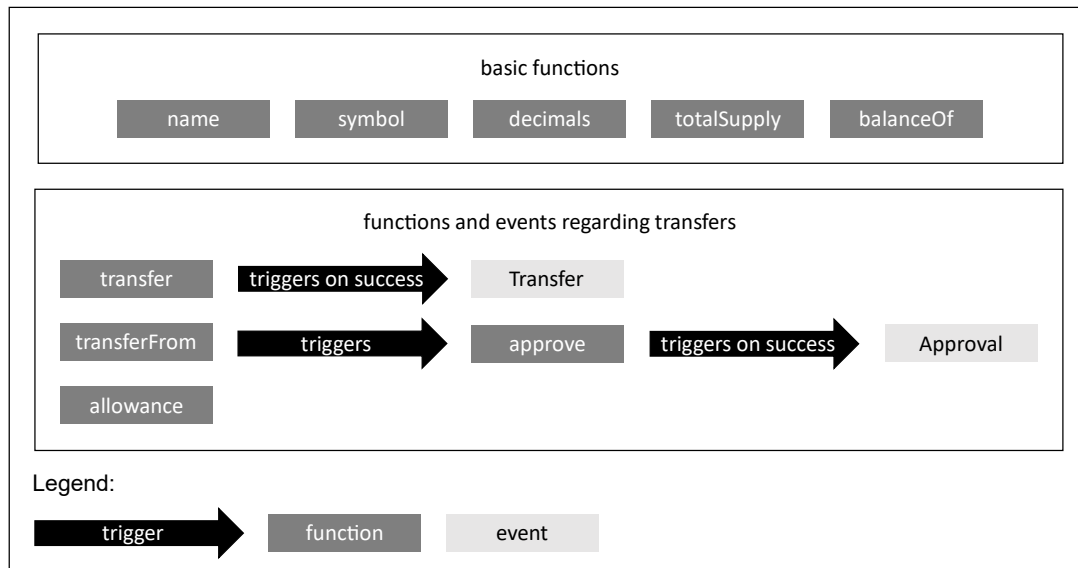 basic functions
name symbol decimals totalSupply balanceOf
functions and events regarding transfers
transfer triggers on success Transfer
transferFrom triggers approve triggers on success Approval
allowance
Legend:
trigger function event